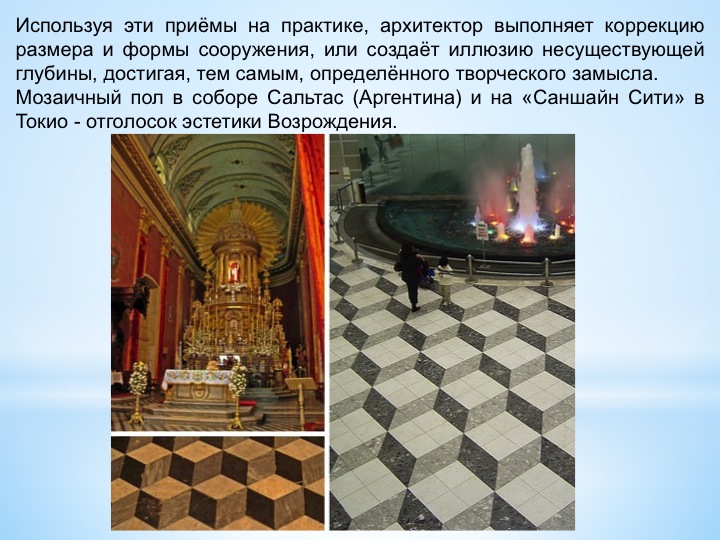 Используя эти приёмы на практике, архитектор выполняет коррекцию
размера и формы сооружения, или создаёт иллюзию несуществующей
глубины, достигая, тем самым, определённого творческого замысла.
Мозаичный пол в соборе Сальтас (Аргентина) и на «Саншайн Сити» в
Токио - отголосок эстетики Возрождения.